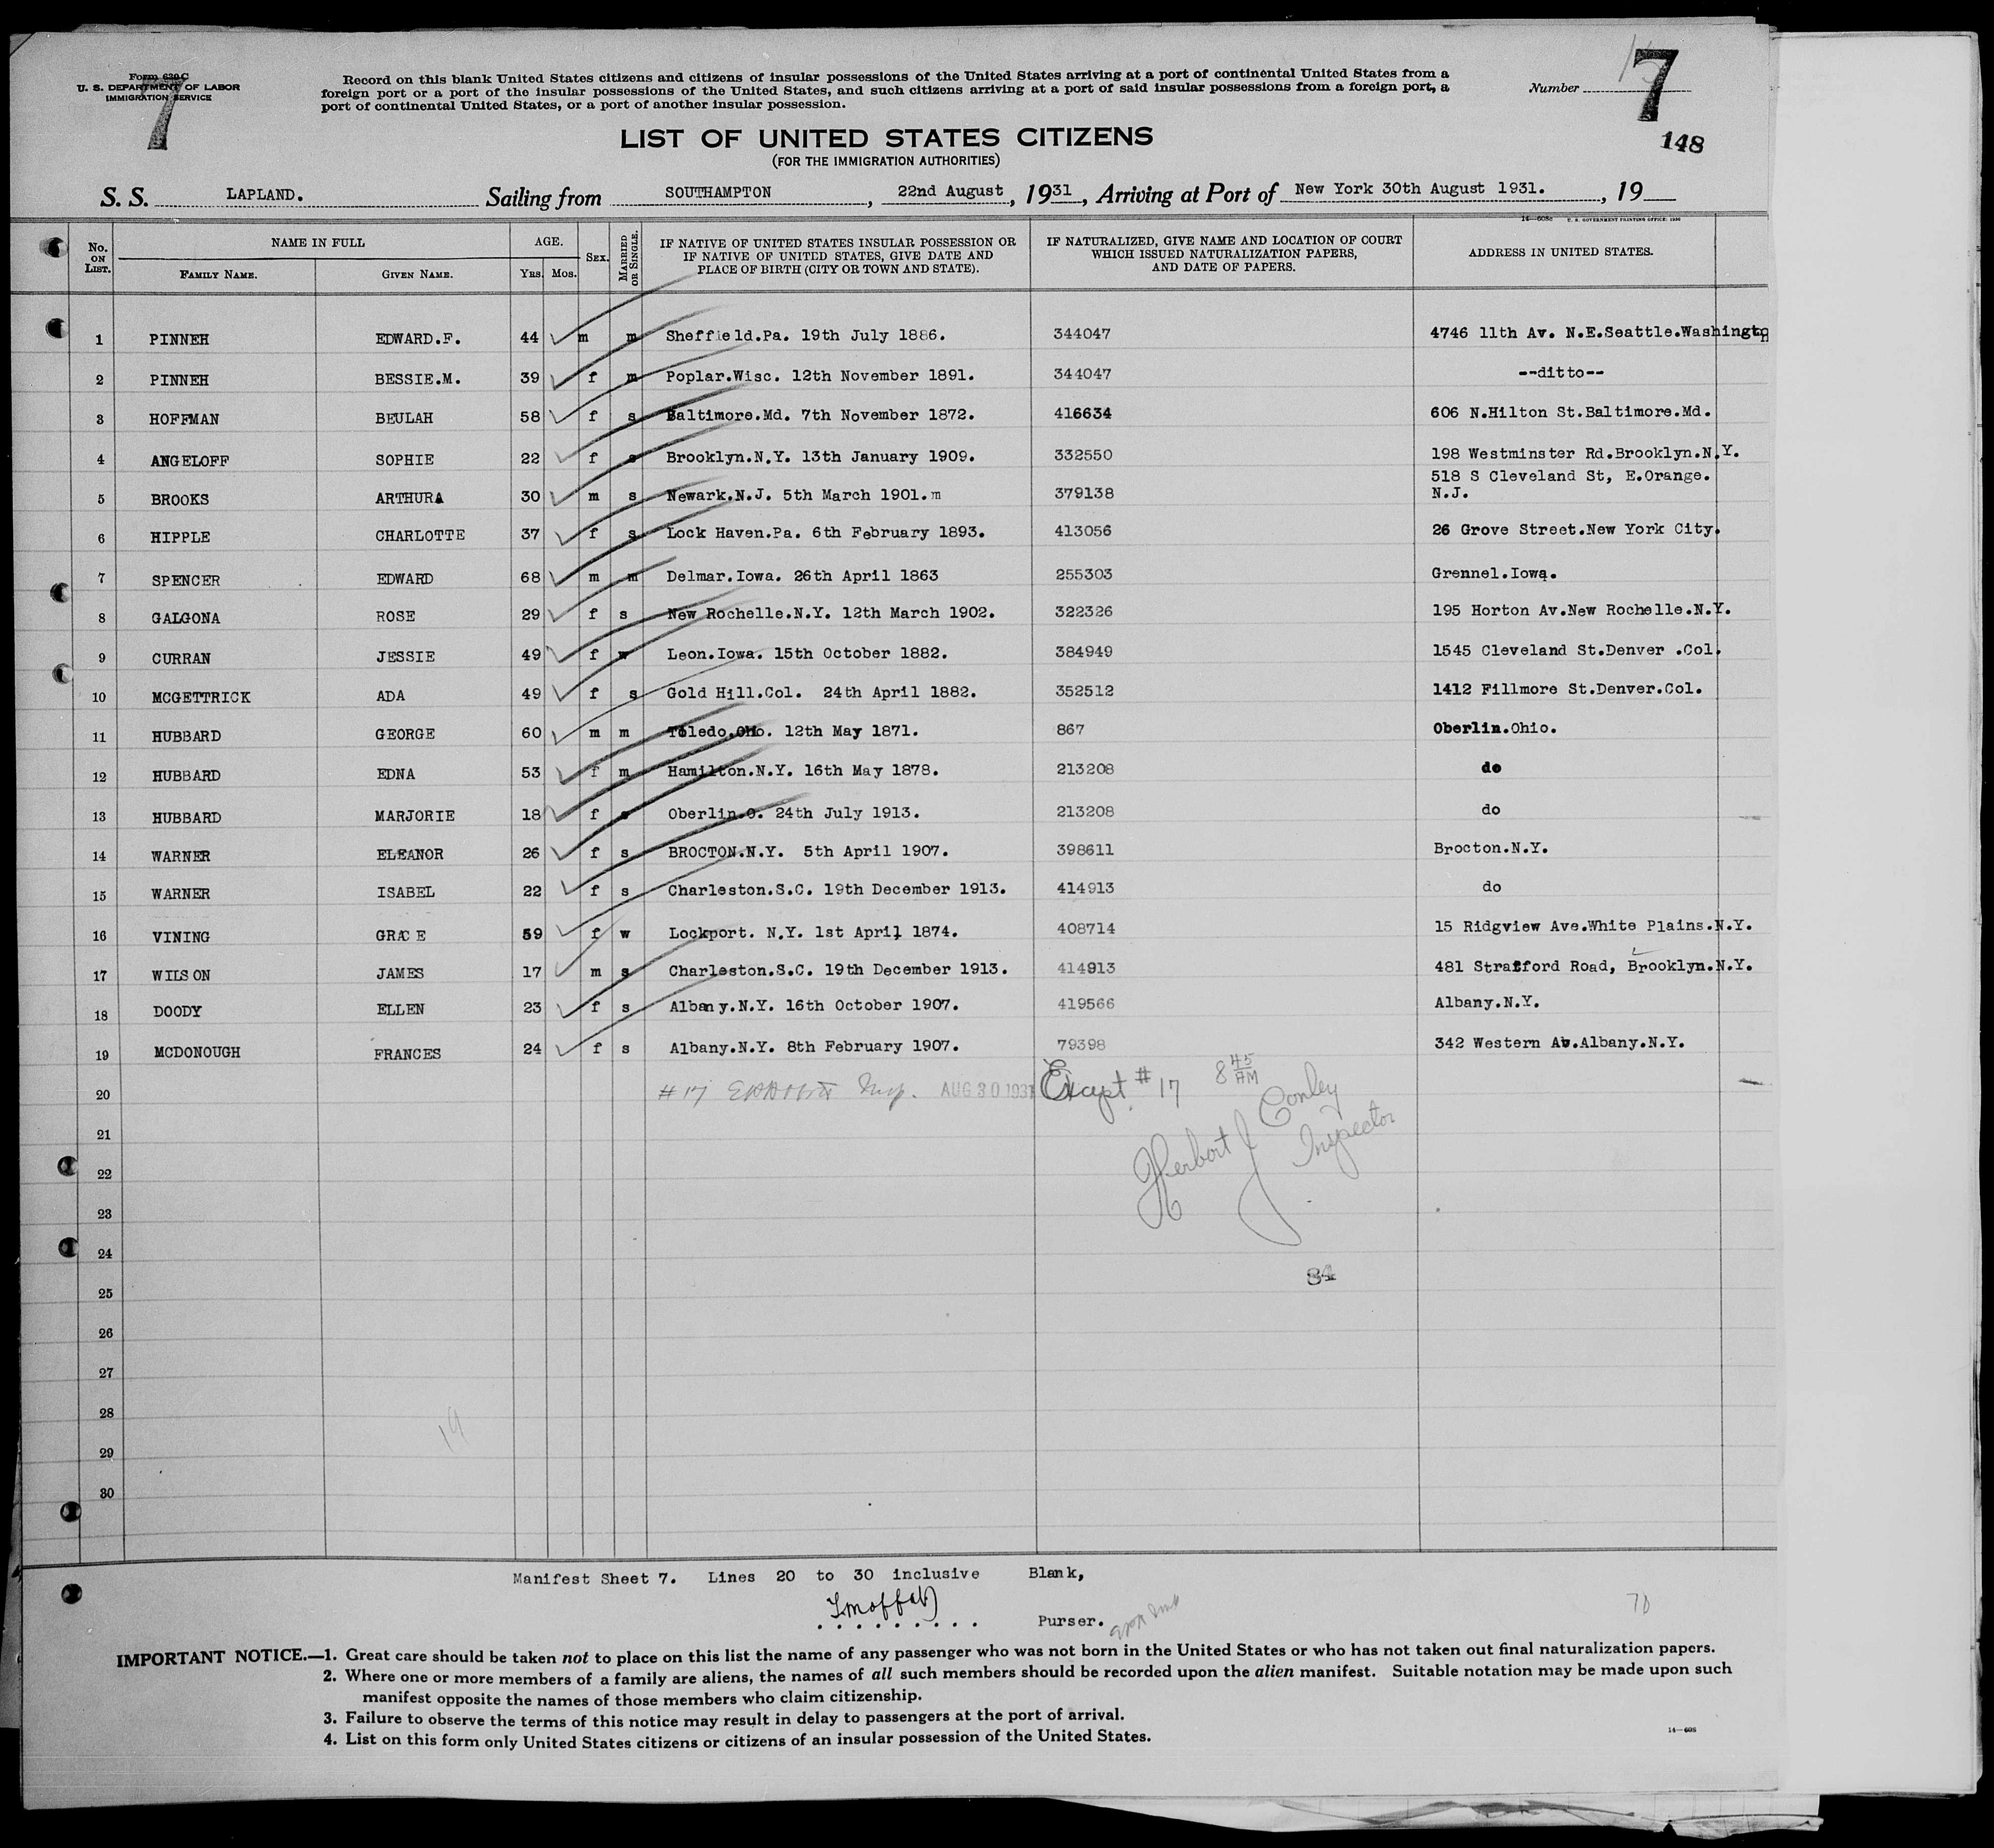 Form 630 C
U. S. DEPARTMENT OF LABOR
IMMIGRATION SERVICE
7
Record on this blank United States citizens and citizens of insular possessions of the United States arriving at a port of continental United States from a
foreign port or a port of the insular possessions of the United States, and such citizens arriving at a port of said insular possessions from a foreign port, a
port of continental United States, or a port of another insular possession.
Number 7
148
LIST OF UNITED STATES CITIZENS
(FOR THE IMMIGRATION AUTHORITIES)
S. S. LAPLAND. Sailing from SOUTHAMPTON, 22nd August, 1931, Arriving at Port of New York 30th August 1931., 19
No. ON LIST. NAME IN FULL FAMILY NAME. GIVEN NAME. AGE. YRS. MOS. SEX. MARRIED OR SINGLE. IF NATIVE OF UNITED STATES INSULAR POSSESSION OR IF NATIVE OF UNITED STATES, GIVE DATE AND PLACE OF BIRTH (CITY OR TOWN AND STATE). IF NATURALIZED, GIVE NAME AND LOCATION OF COURT WHICH ISSUED NATURALIZATION PAPERS, AND DATE OF PAPERS. ADDRESS IN UNITED STATES.
1 PINNEH EDWARD.F. 44 m m Sheffield.Pa. 19th July 1886. 344047 4746 11th Av. N.E.Seattle.Washington
2 PINNEH BESSIE.M. 39 f m Poplar.Wisc. 12th November 1891. 344047 --ditto--
3 HOFFMAN BEULAH 58 f s Baltimore.Md. 7th November 1872. 416634 606 N.Hilton St.Baltimore.Md.
4 ANGELOFF SOPHIE 22 f s Brooklyn.N.Y. 13th January 1909. 332550 198 Westminster Rd.Brooklyn.N.Y.
5 BROOKS ARTHURA 30 m s Newark.N.J. 5th March 1901.m 379138 518 S Cleveland St, E.Orange. N.J.
6 HIPPLE CHARLOTTE 37 f s Lock Haven.Pa. 6th February 1893. 413056 26 Grove Street.New York City.
7 SPENCER EDWARD 68 m m Delmar.Iowa. 26th April 1863 255303 Grennel.Iowa.
8 GALGONA ROSE 29 f s New Rochelle.N.Y. 12th March 1902. 322326 195 Horton Av.New Rochelle.N.Y.
9 CURRAN JESSIE 49 f w Leon.Iowa. 15th October 1882. 384949 1545 Cleveland St.Denver .Col.
10 MCGETTRICK ADA 49 f s Gold Hill.Col. 24th April 1882. 352512 1412 Fillmore St.Denver.Col.
11 HUBBARD GEORGE 60 m m Toledo.Oho. 12th May 1871. 867 Oberlin.Ohio.
12 HUBBARD EDNA 53 f m Hamilton.N.Y. 16th May 1878. 213208 do
13 HUBBARD MARJORIE 18 f s Oberlin.O. 24th July 1913. 213208 do
14 WARNER ELEANOR 26 f s BROCTON.N.Y. 5th April 1907. 398611 Brocton.N.Y.
15 WARNER ISABEL 22 f s Charleston.S.C. 19th December 1913. 414913 do
16 VINING GRACE 59 f w Lockport. N.Y. 1st April 1874. 408714 15 Ridgview Ave.White Plains.N.Y.
17 WILSON JAMES 17 m s Charleston.S.C. 19th December 1913. 414913 481 Strafford Road, Brooklyn.N.Y.
18 DOODY ELLEN 23 f s Albany.N.Y. 16th October 1907. 419566 Albany.N.Y.
19 MCDONOUGH FRANCES 24 f s Albany.N.Y. 8th February 1907. 79398 342 Western Av.Albany.N.Y.
20 # 17 Insp. AUG 30 1931 Except # 17 8 45 AM
21 Herbert J Conley Inspector
22
23
24
25 84
26
27
28 19
29
30
Manifest Sheet 7. Lines 20 to 30 inclusive Blank,
Purser.
78
IMPORTANT NOTICE.—1. Great care should be taken not to place on this list the name of any passenger who was not born in the United States or who has not taken out final naturalization papers.
2. Where one or more members of a family are aliens, the names of all such members should be recorded upon the alien manifest. Suitable notation may be made upon such
manifest opposite the names of those members who claim citizenship.
3. Failure to observe the terms of this notice may result in delay to passengers at the port of arrival.
4. List on this form only United States citizens or citizens of an insular possession of the United States.